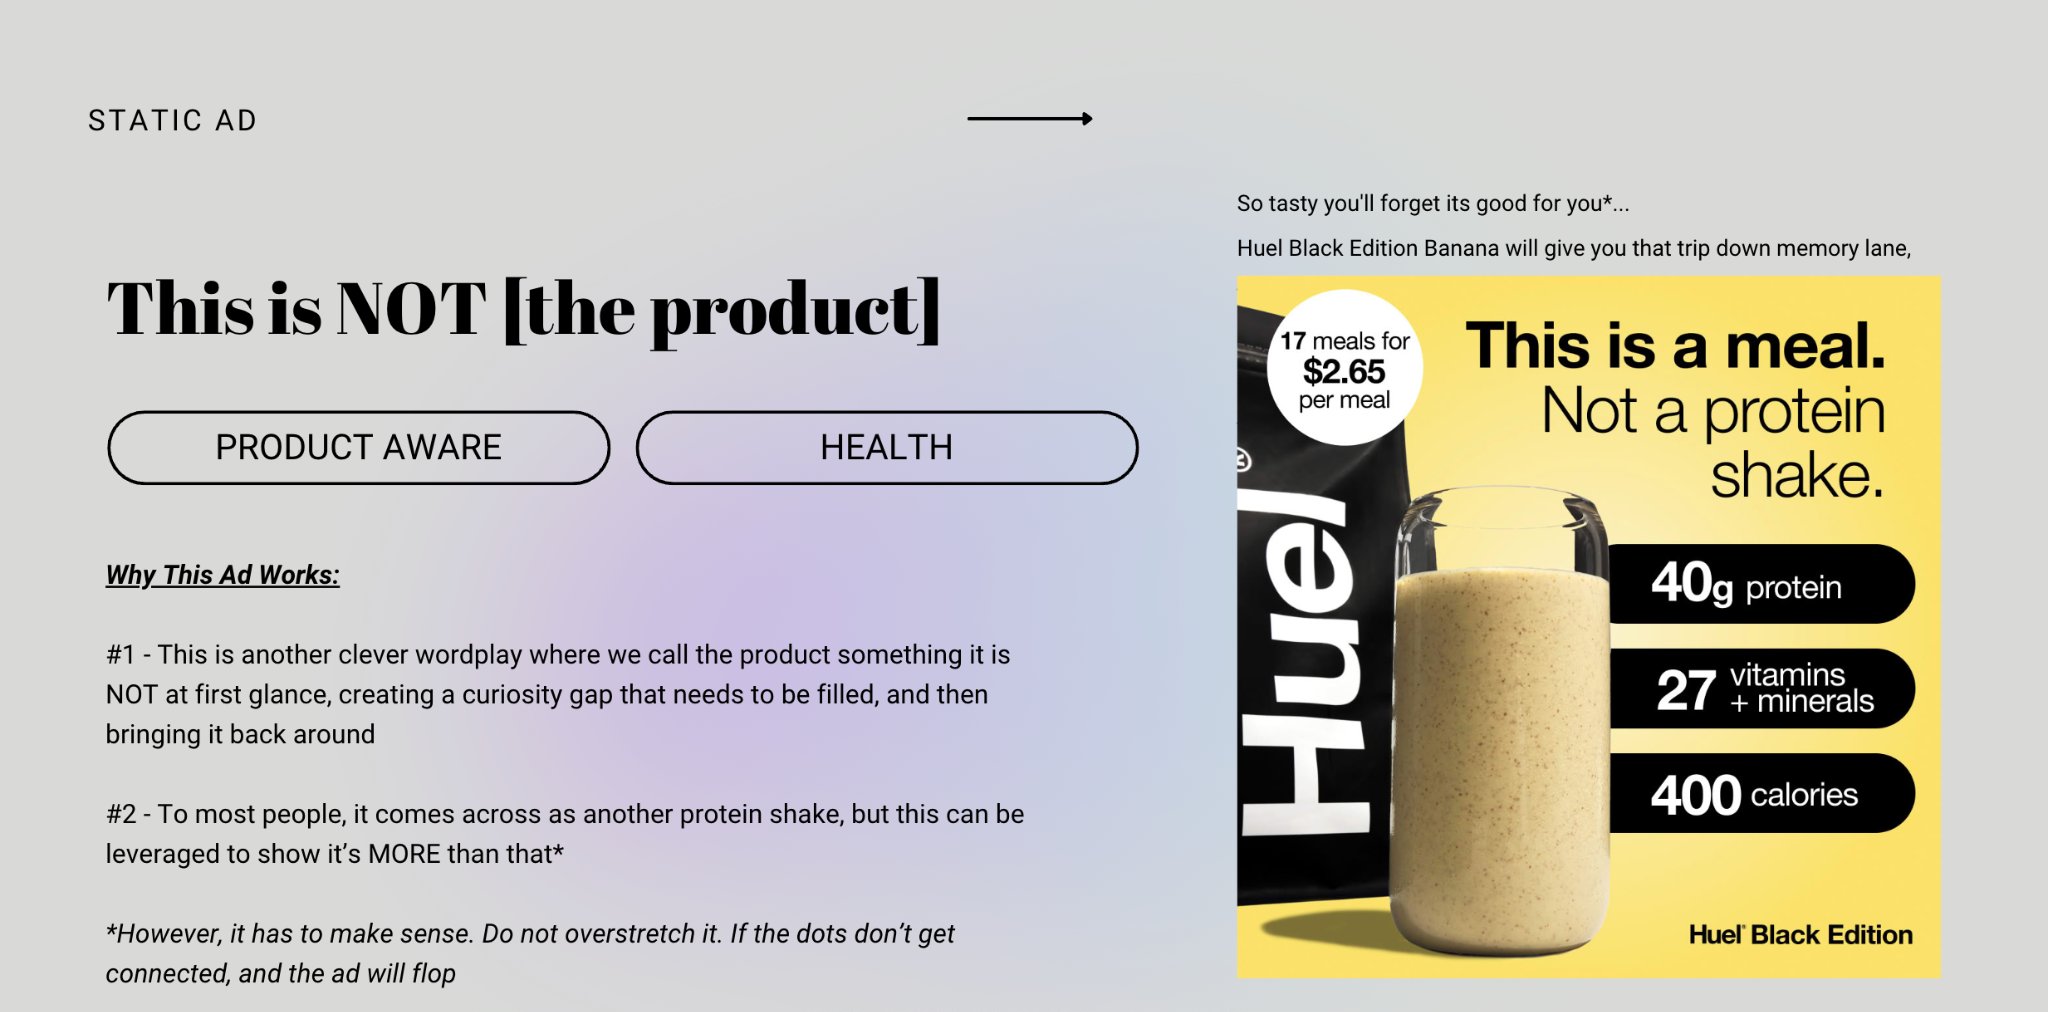 STATIC AD
This is NOT [the product]
PRODUCT AWARE
HEALTH
Why This Ad Works:
#1 - This is another clever wordplay where we call the product something it is
NOT at first glance, creating a curiosity gap that needs to be filled, and then
bringing it back around
#2 - To most people, it comes across as another protein shake, but this can be
leveraged to show it’s MORE than that*
*However, it has to make sense. Do not overstretch it. If the dots don’t get
connected, and the ad will flop
So tasty you'll forget its good for you*...
Huel Black Edition Banana will give you that trip down memory lane,
17 meals for
$2.65
per meal
This is a meal.
Not a protein
shake.
Huel®
40g protein
27 vitamins
+ minerals
400 calories
Huel® Black Edition